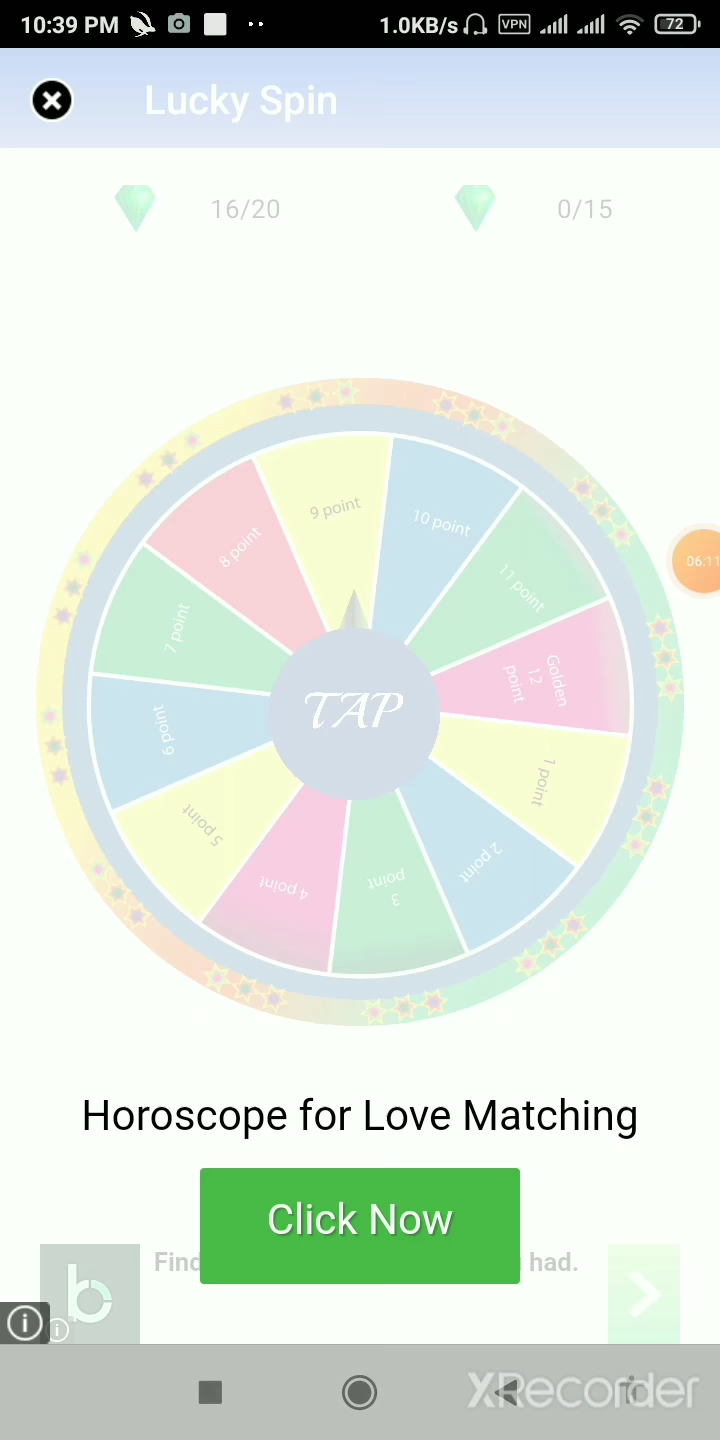 10:39 PM
1.0KB/s
VPN
72
Lucky Spin
16/20
0/15
9 point
10 point
8 point
11 point
7 point
Golden
12
point
06:11
6 point
TAP
1 point
5 point
2 point
4 point
3
point
Horoscope for Love Matching
Click Now
Find
had.
b
XRecorder